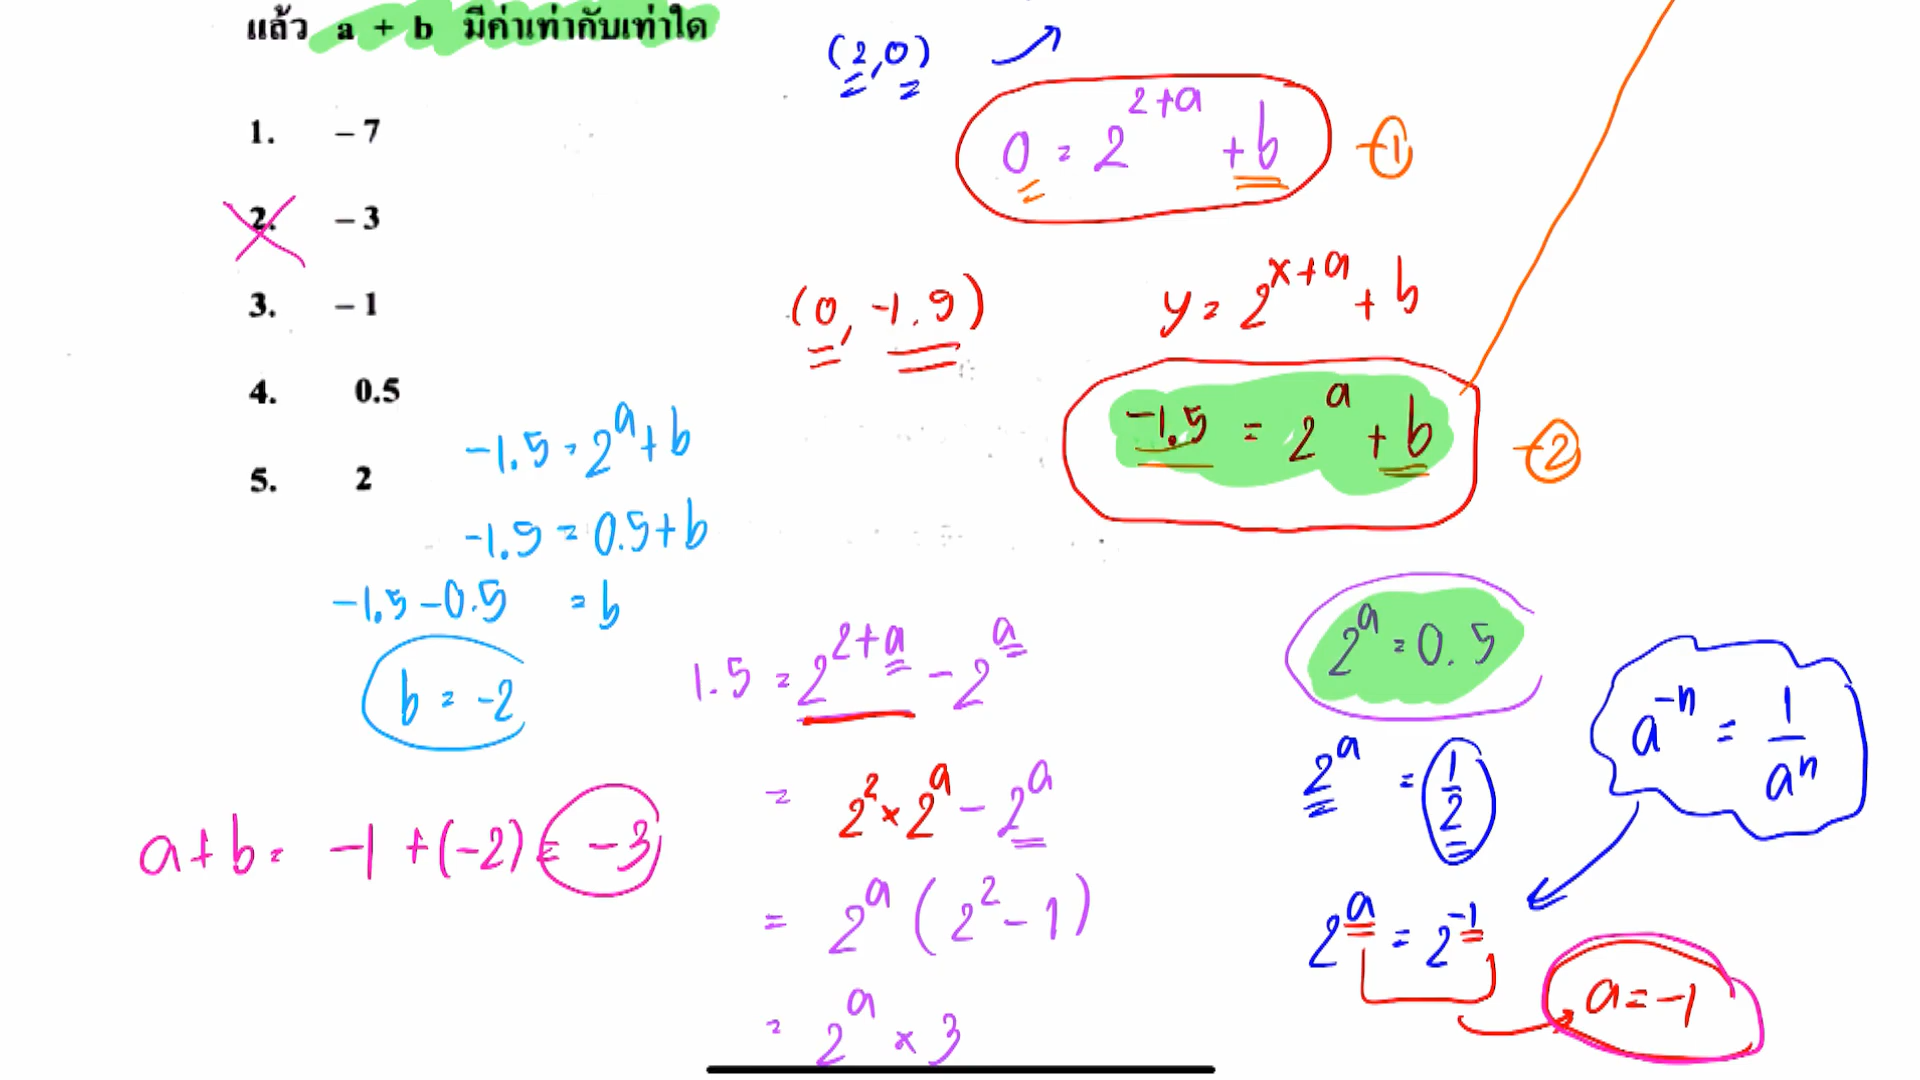 แล้ว a + b มีค่าเท่ากับเท่าใด
1. – 7
2. – 3
3. – 1
4. 0.5
5. 2
(2,0)
0 = 2^{2+a} + b -①
(0, -1.5)
y = 2^{x+a} + b
-1.5 = 2^a + b -②
-1.5 = 2^a + b
-1.5 = 0.5 + b
-1.5 - 0.5 = b
b = -2
a + b = -1 + (-2) = -3
1.5 = 2^{2+a} - 2^a
= 2^2 × 2^a - 2^a
= 2^a (2^2 - 1)
= 2^a × 3
2^a = 0.5
2^a = 1/2
a^{-n} = 1/a^n
2^a = 2^{-1}
a = -1